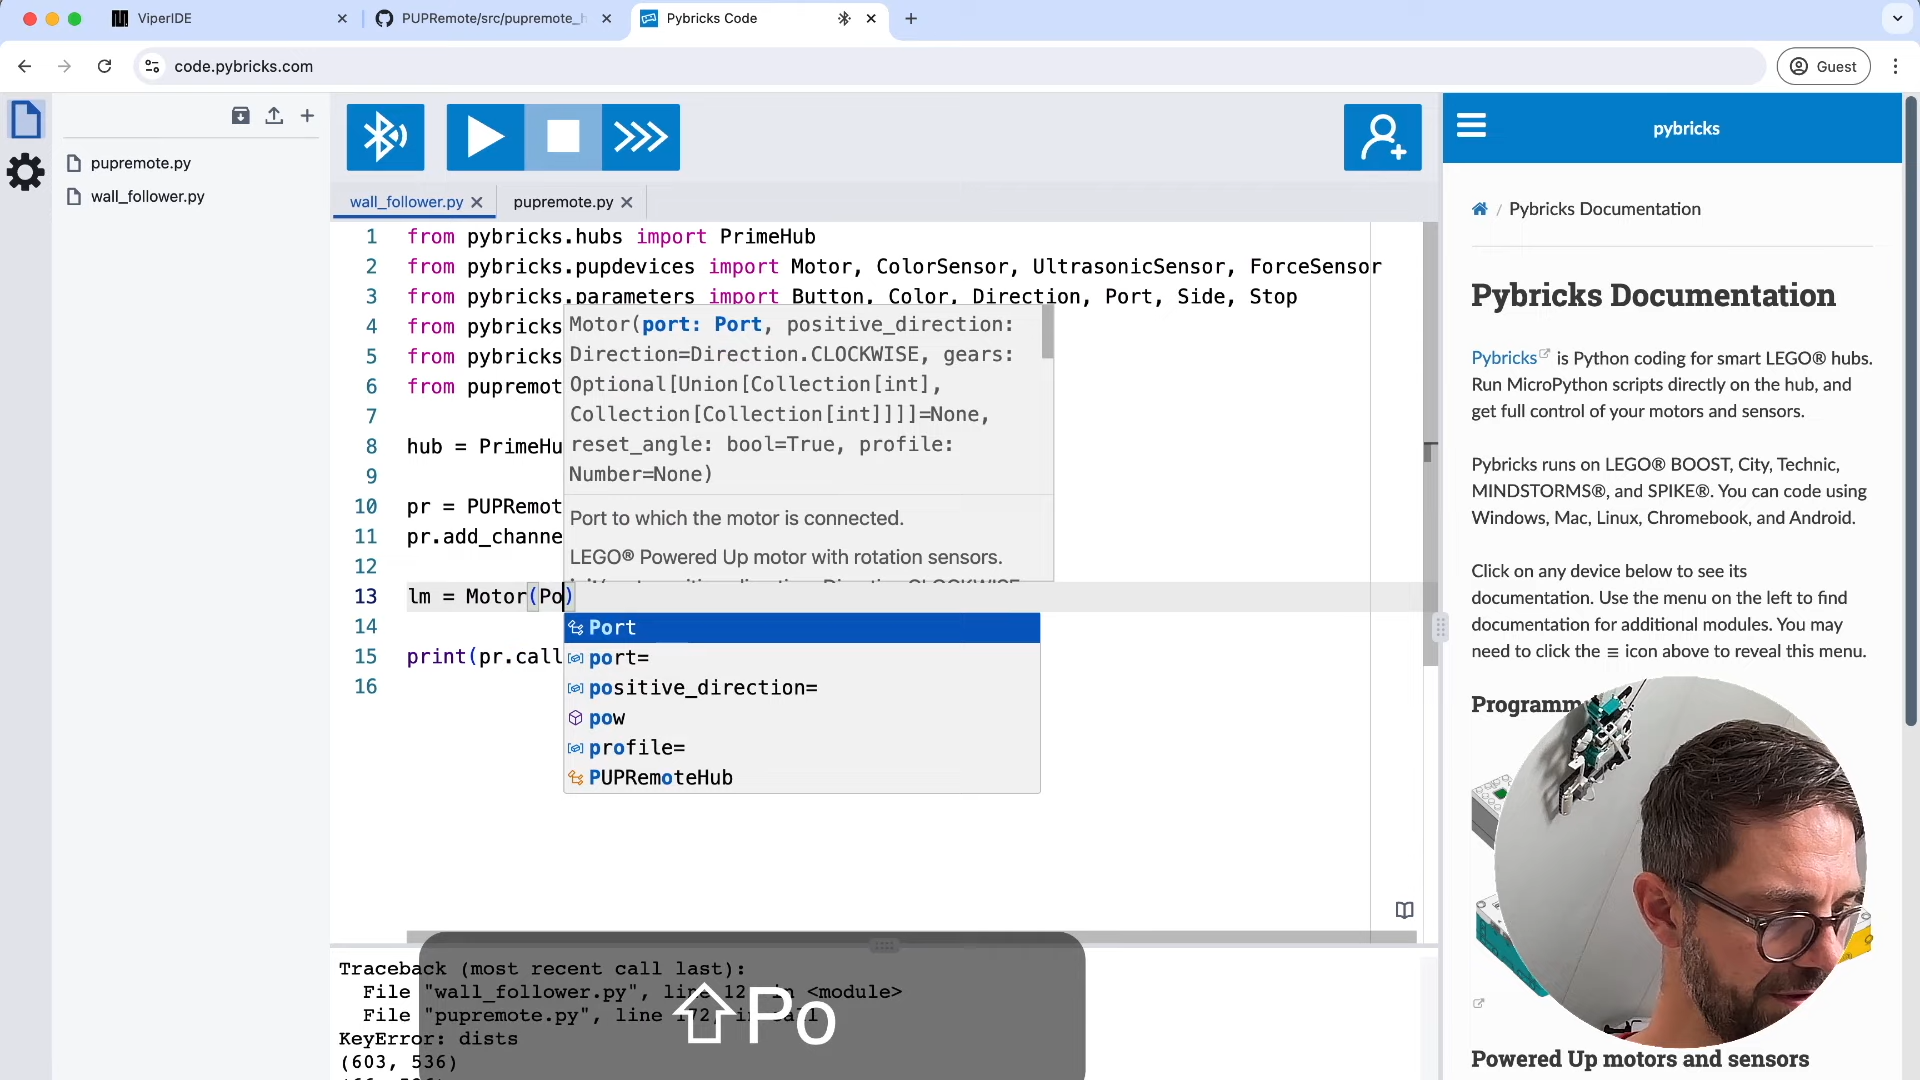 ViperIDE
PUPRemote/src/pupremote_h
Pybricks Code
code.pybricks.com
Guest
pupremote.py
wall_follower.py
wall_follower.py
pupremote.py
1 from pybricks.hubs import PrimeHub
2 from pybricks.pupdevices import Motor, ColorSensor, UltrasonicSensor, ForceSensor
3 from pybricks.parameters import Button, Color, Direction, Port, Side, Stop
4 from pybricks
5 from pybricks
6 from pupremot
7
8 hub = PrimeHu
9
10 pr = PUPRemot
11 pr.add_channe
12
13 lm = Motor(Po)
14
15 print(pr.call
16
Motor(port: Port, positive_direction:
Direction=Direction.CLOCKWISE, gears:
Optional[Union[Collection[int],
Collection[Collection[int]]]]=None,
reset_angle: bool=True, profile:
Number=None)
Port to which the motor is connected.
LEGO® Powered Up motor with rotation sensors.
Port
port=
positive_direction=
pow
profile=
PUPRemoteHub
Traceback (most recent call last):
File "wall_follower.py", line 12, in <module>
File "pupremote.py", line 172, in call
KeyError: dists
(603, 536)
⇧Po
pybricks
/ Pybricks Documentation
Pybricks Documentation
Pybricks is Python coding for smart LEGO® hubs.
Run MicroPython scripts directly on the hub, and
get full control of your motors and sensors.
Pybricks runs on LEGO® BOOST, City, Technic,
MINDSTORMS®, and SPIKE®. You can code using
Windows, Mac, Linux, Chromebook, and Android.
Click on any device below to see its
documentation. Use the menu on the left to find
documentation for additional modules. You may
need to click the ≡ icon above to reveal this menu.
Programm
Powered Up motors and sensors